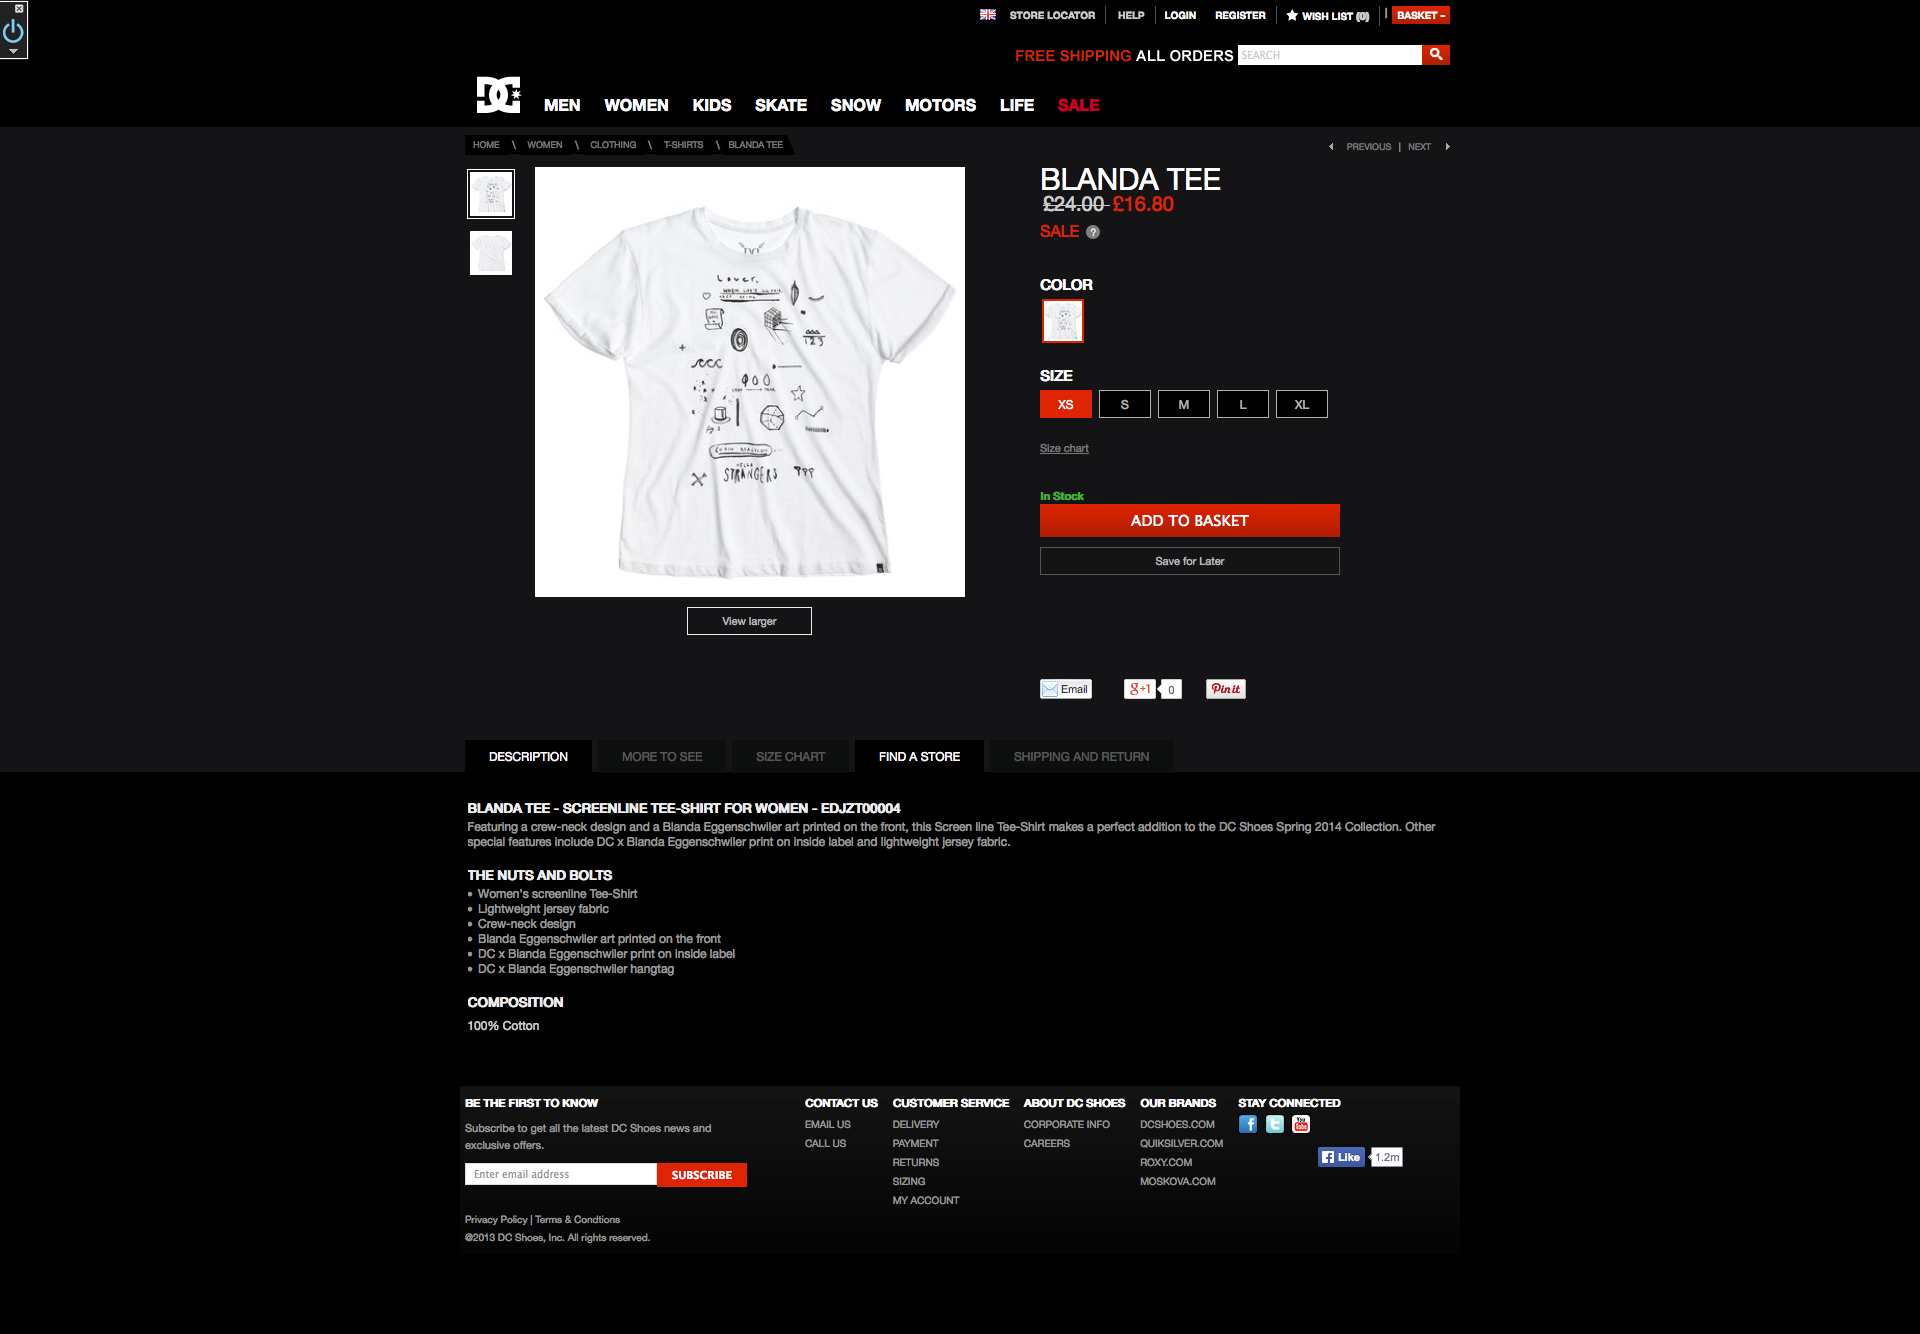 STORE LOCATOR HELP LOGIN REGISTER WISH LIST (0) | BASKET –
FREE SHIPPING ALL ORDERS SEARCH
DC
MEN WOMEN KIDS SKATE SNOW MOTORS LIFE SALE
HOME \ WOMEN \ CLOTHING \ T-SHIRTS \ BLANDA TEE
PREVIOUS | NEXT
BLANDA TEE
£24.00 £16.80
SALE ?
COLOR
SIZE
XS S M L XL
Size chart
In Stock
ADD TO BASKET
Save for Later
Lover,
123
fig. 2
HELLO
STRANGERS
View larger
Email g+1 0 Pin it
DESCRIPTION MORE TO SEE SIZE CHART FIND A STORE SHIPPING AND RETURN
BLANDA TEE - SCREENLINE TEE-SHIRT FOR WOMEN - EDJZT00004
Featuring a crew-neck design and a Blanda Eggenschwiler art printed on the front, this Screen line Tee-Shirt makes a perfect addition to the DC Shoes Spring 2014 Collection. Other
special features include DC x Blanda Eggenschwiler print on inside label and lightweight jersey fabric.
THE NUTS AND BOLTS
• Women's screenline Tee-Shirt
• Lightweight jersey fabric
• Crew-neck design
• Blanda Eggenschwiler art printed on the front
• DC x Blanda Eggenschwiler print on inside label
• DC x Blanda Eggenschwiler hangtag
COMPOSITION
100% Cotton
BE THE FIRST TO KNOW
Subscribe to get all the latest DC Shoes news and
exclusive offers.
Enter email address SUBSCRIBE
Privacy Policy | Terms & Condtions
@2013 DC Shoes, Inc. All rights reserved.
CONTACT US
EMAIL US
CALL US
CUSTOMER SERVICE
DELIVERY
PAYMENT
RETURNS
SIZING
MY ACCOUNT
ABOUT DC SHOES
CORPORATE INFO
CAREERS
OUR BRANDS
DCSHOES.COM
QUIKSILVER.COM
ROXY.COM
MOSKOVA.COM
STAY CONNECTED
f t You Tube
Like 1.2m